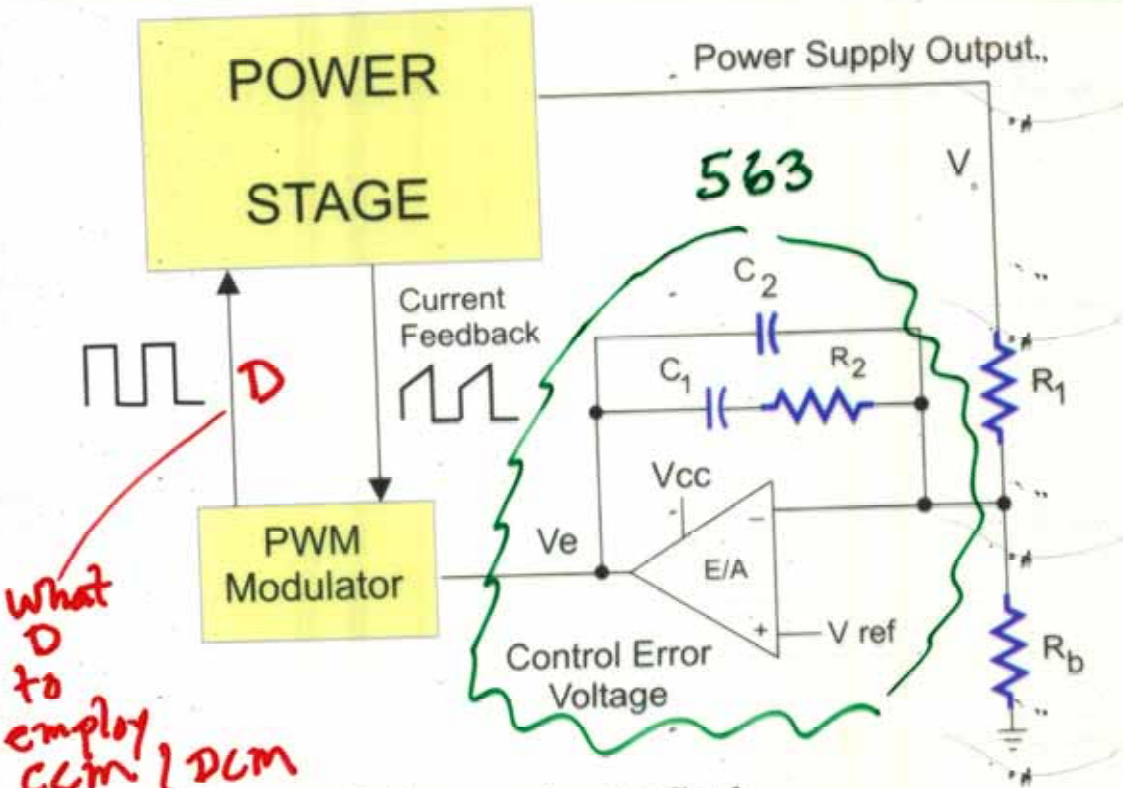 POWER
STAGE
Power Supply Output
V
563
Current
Feedback
D
C2
C1
R2
R1
Vcc
PWM
Modulator
Ve
E/A
−
+
V ref
Control Error
Voltage
Rb
What
D
to
employ
CCM / DCM